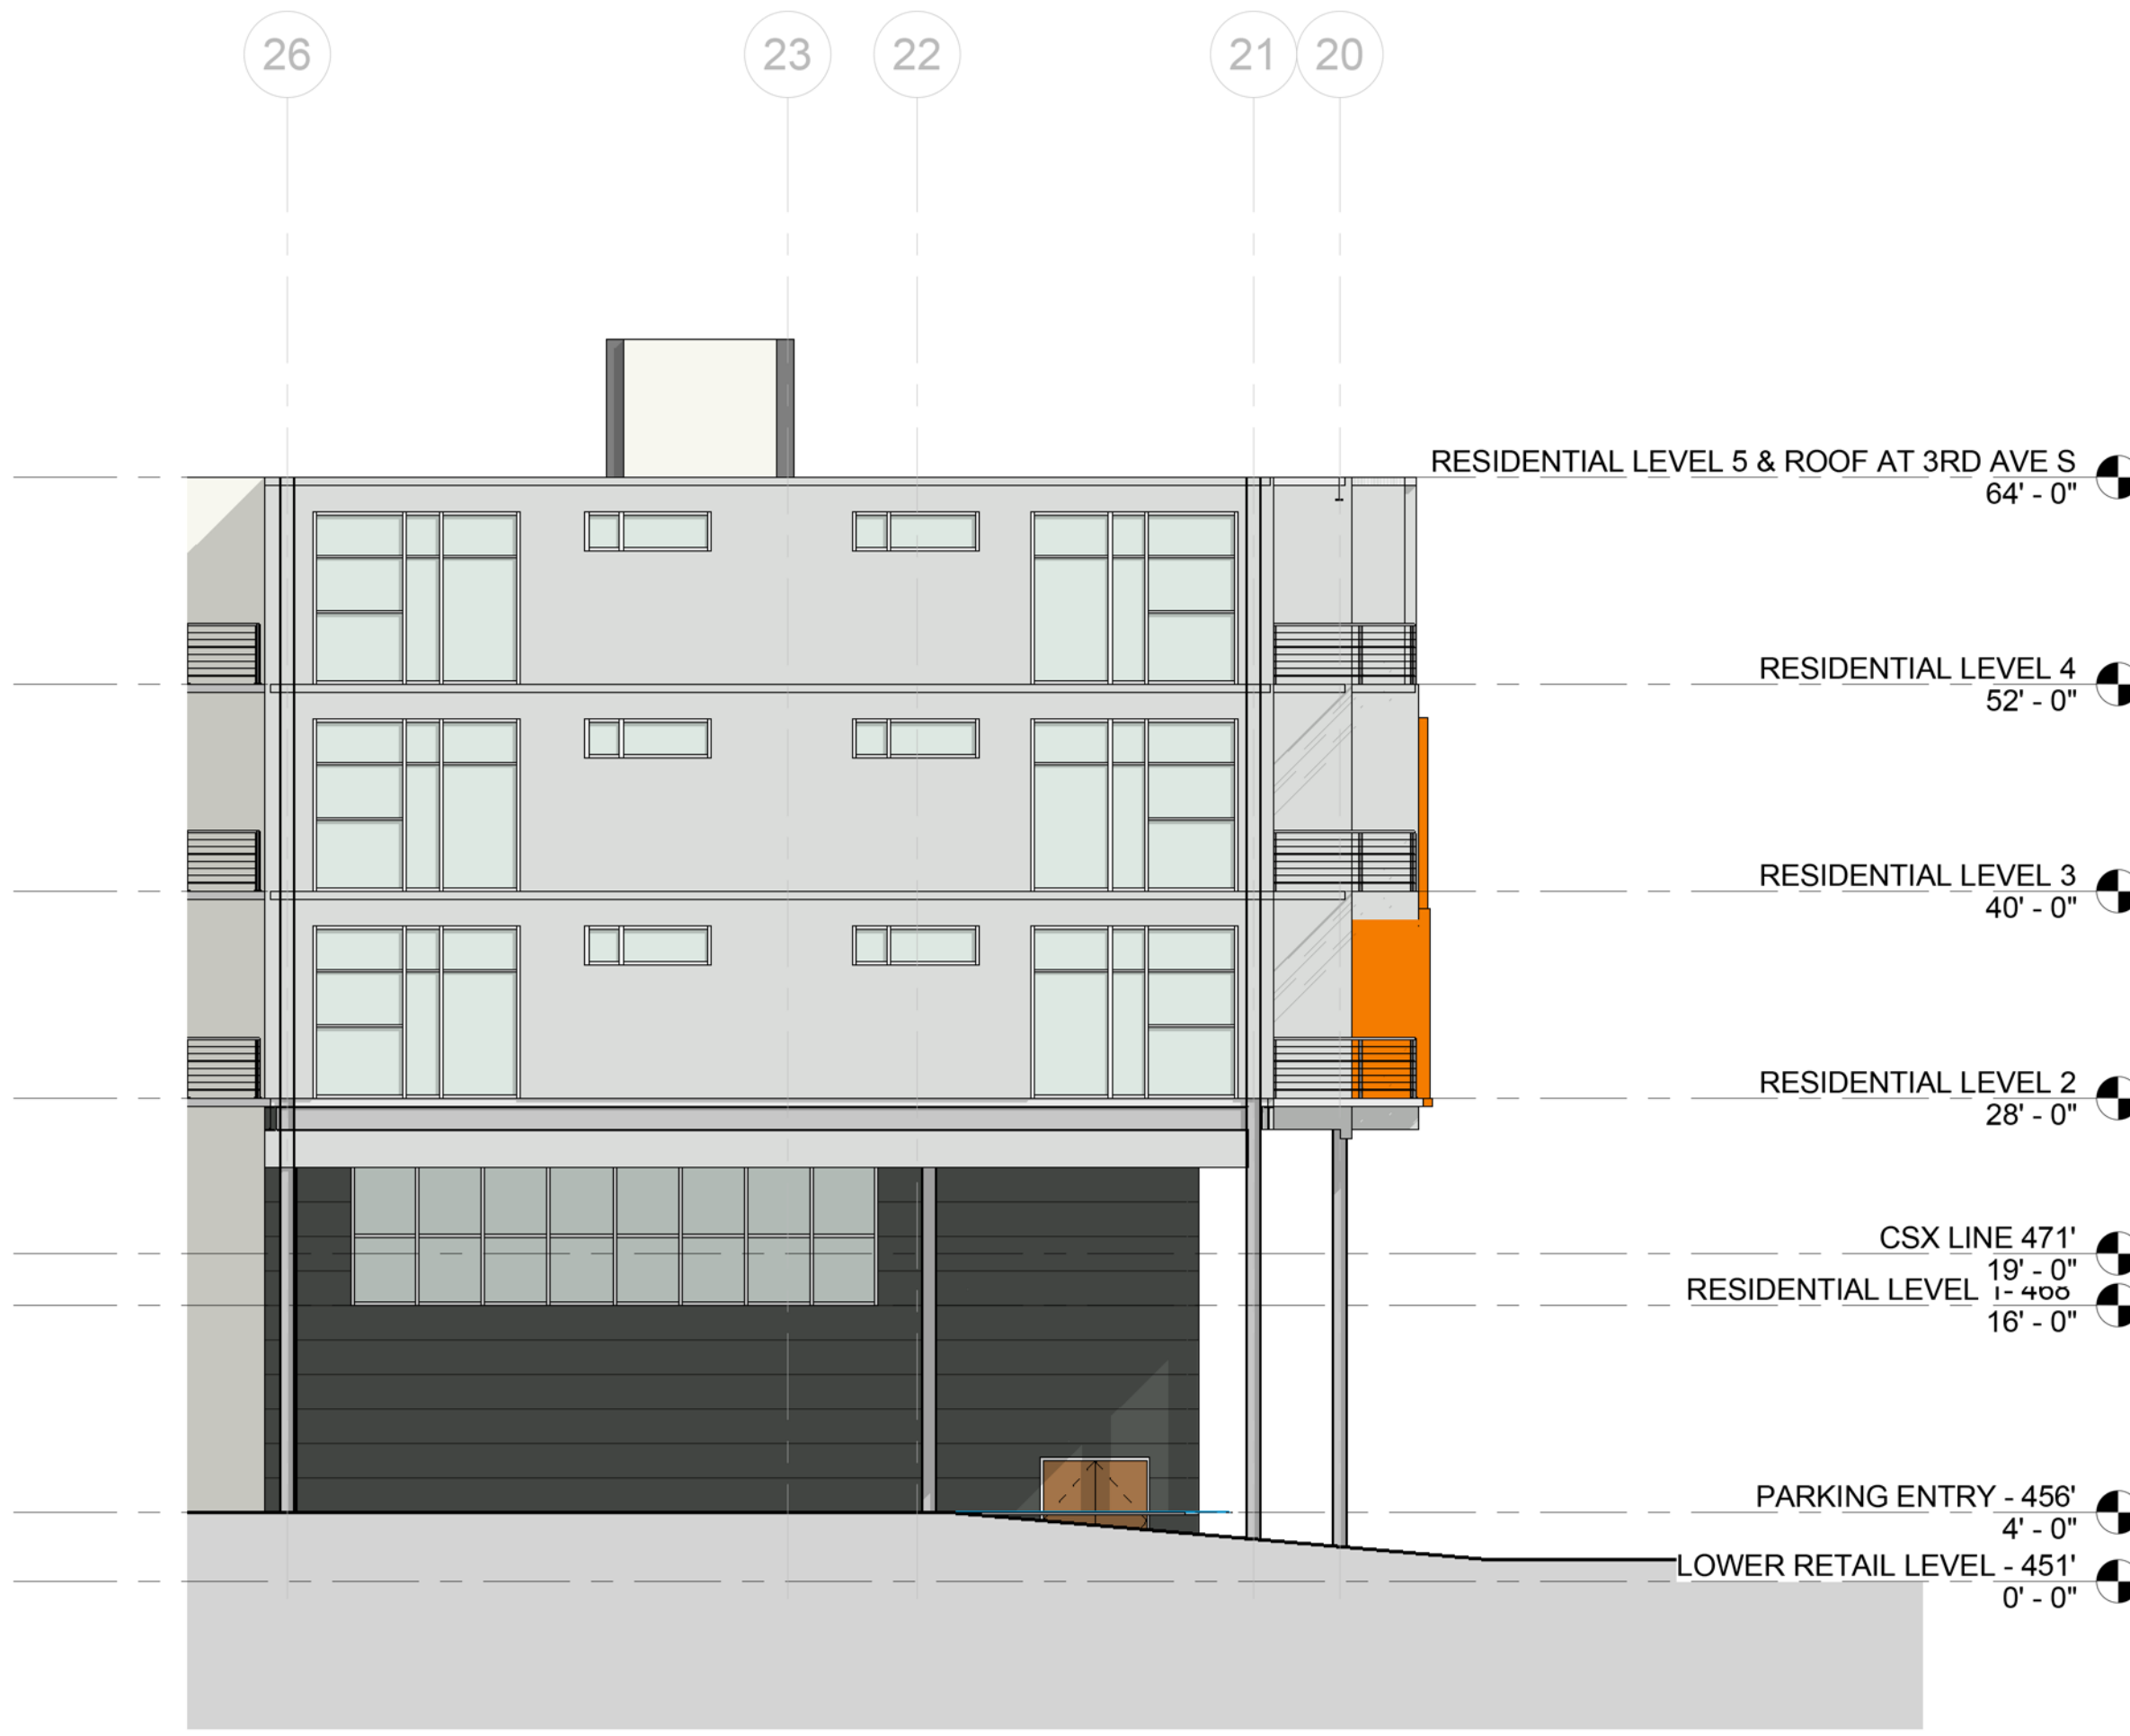 26 23 22 21 20
RESIDENTIAL LEVEL 5 & ROOF AT 3RD AVE S
64' - 0"
RESIDENTIAL LEVEL 4
52' - 0"
RESIDENTIAL LEVEL 3
40' - 0"
RESIDENTIAL LEVEL 2
28' - 0"
CSX LINE 471'
19' - 0"
RESIDENTIAL LEVEL 1- 468
16' - 0"
PARKING ENTRY - 456'
4' - 0"
LOWER RETAIL LEVEL - 451'
0' - 0"